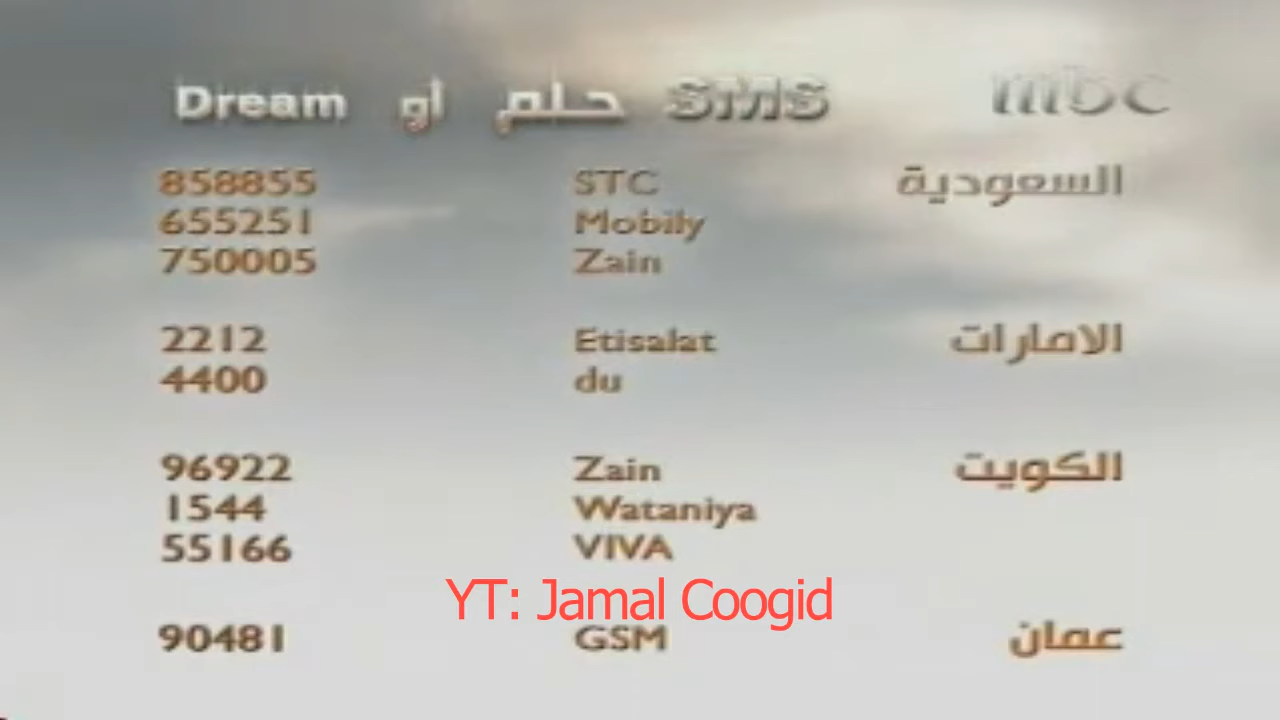 mbc
SMS حلم أو Dream
السعودية STC 858855
Mobily 655251
Zain 750005
الامارات Etisalat 2212
du 4400
الكويت Zain 96922
Wataniya 1544
VIVA 55166
YT: Jamal Coogid
عمان GSM 90481